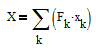 X = ∑ₖ (Fₖ · xₖ)